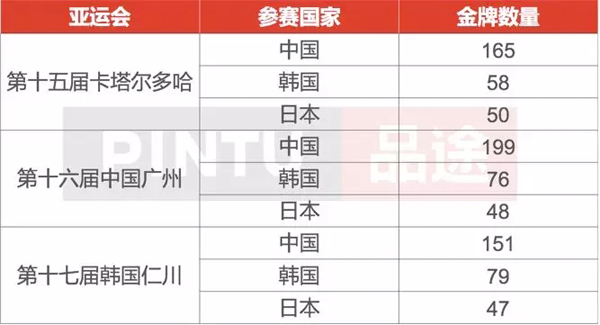 亚运会 参赛国家 金牌数量
第十五届卡塔尔多哈 中国 165
韩国 58
日本 50
第十六届中国广州 中国 199
韩国 76
日本 48
第十七届韩国仁川 中国 151
韩国 79
日本 47
PINTU 品途